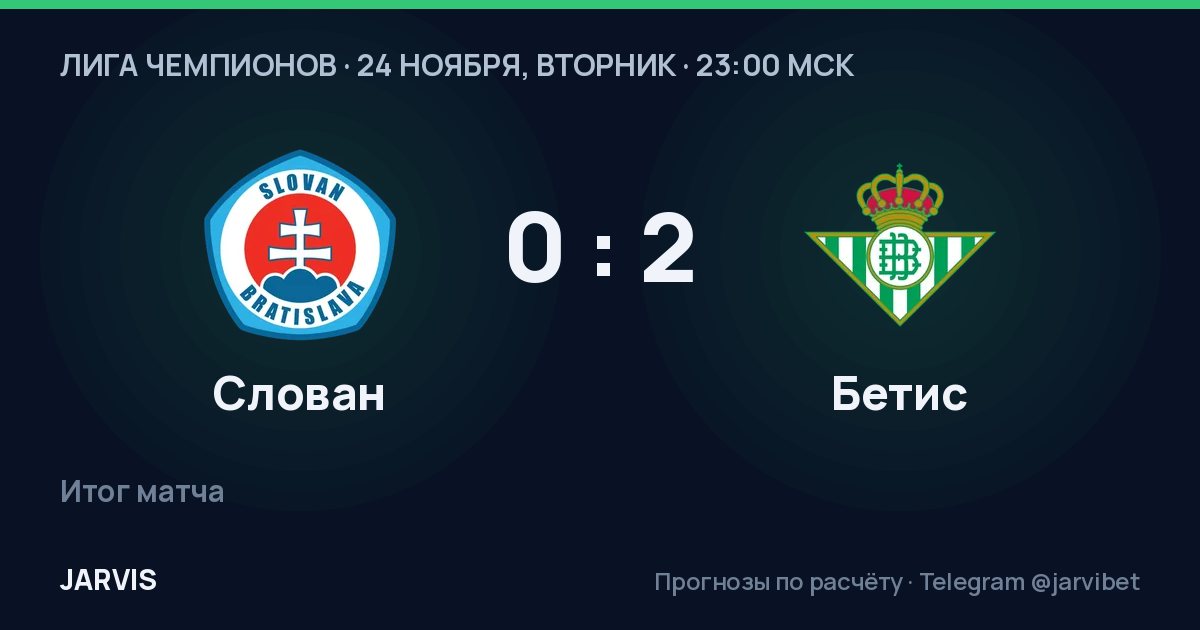 ЛИГА ЧЕМПИОНОВ · 24 НОЯБРЯ, ВТОРНИК · 23:00 МСК
SLOVAN
BRATISLAVA
0 : 2
BB
Слован
Бетис
Итог матча
JARVIS
Прогнозы по расчёту · Telegram @jarvibet